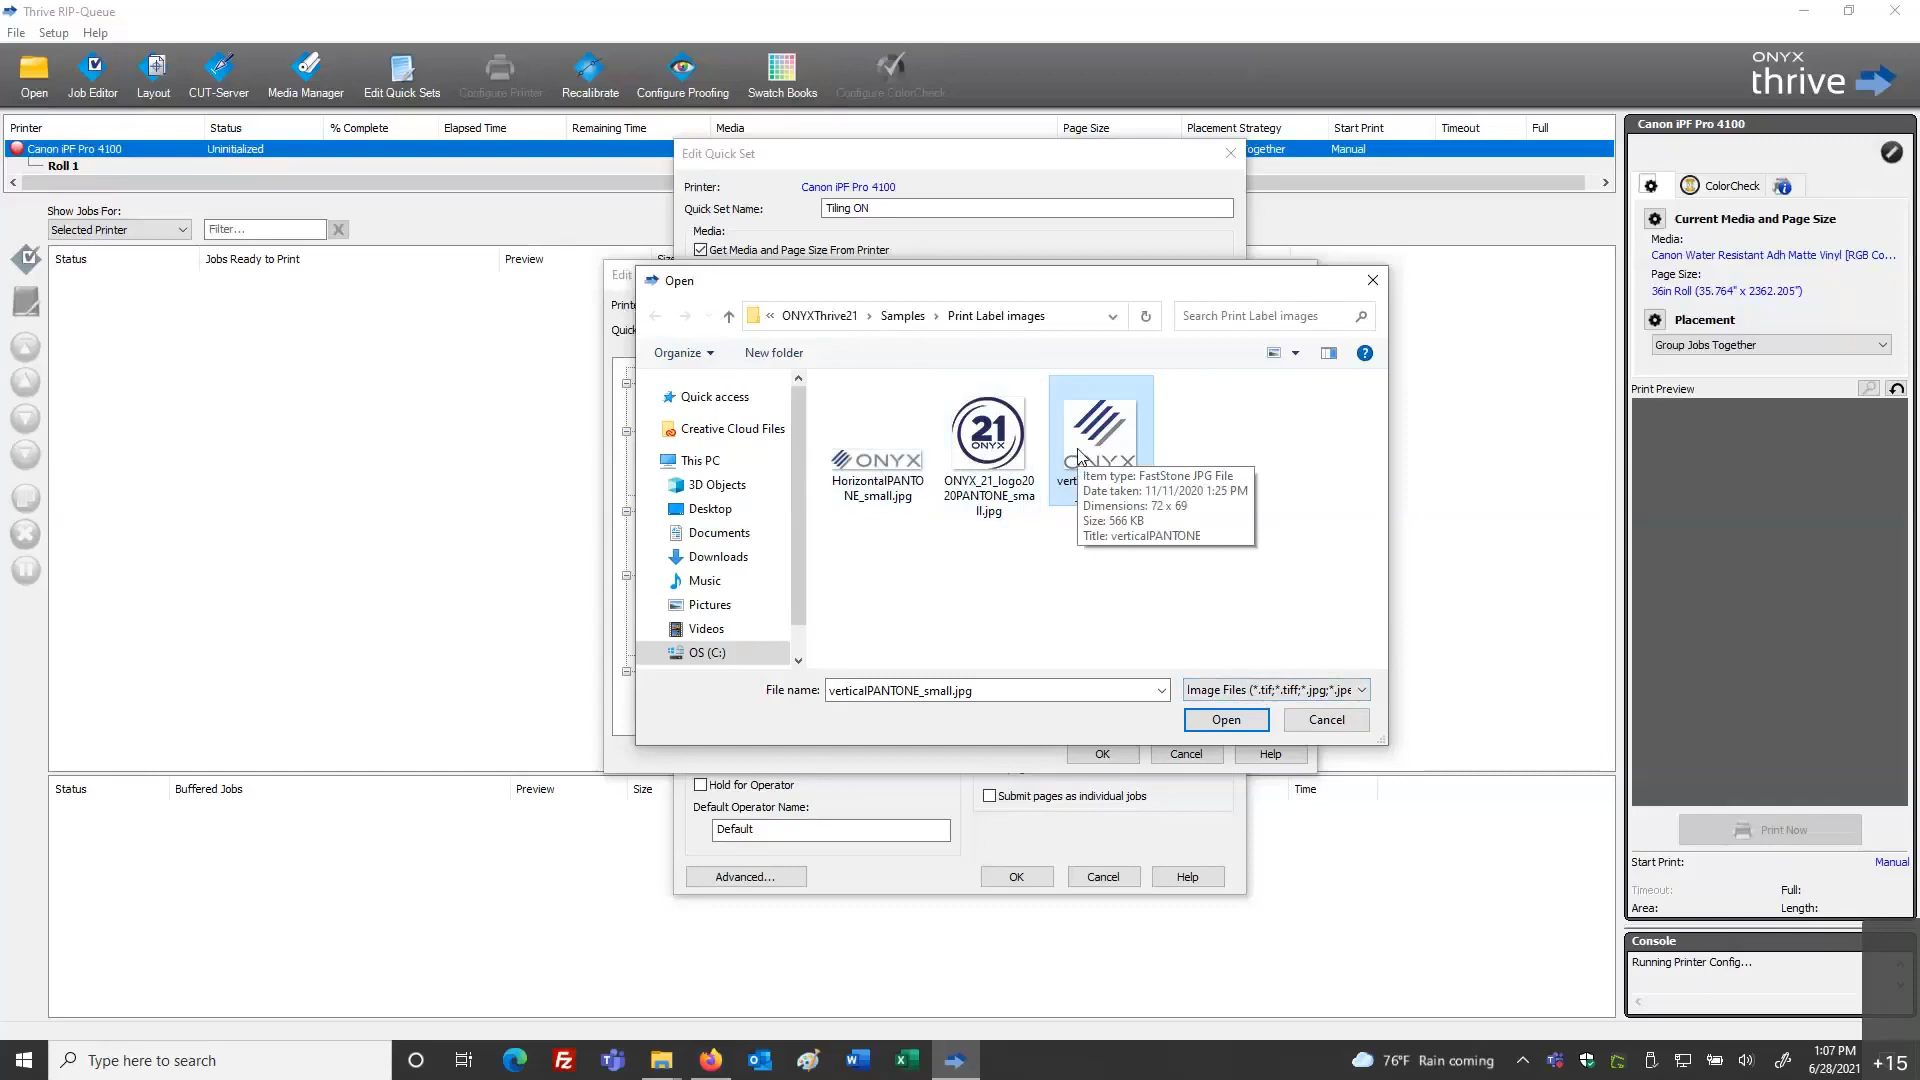 Thrive RIP-Queue
File Setup Help
Open Job Editor Layout CUT-Server Media Manager Edit Quick Sets Configure Printer Recalibrate Configure Proofing Swatch Books Configure ColorCheck
ONYX
thrive
Printer Status % Complete Elapsed Time Remaining Time Media Page Size Placement Strategy Start Print Timeout Full
Canon iPF Pro 4100 Uninitialized ogether Manual
Roll 1
Show Jobs For:
Selected Printer Filter... X
Status Jobs Ready to Print Preview Size
Edit Quick Set
Printer: Canon iPF Pro 4100
Quick Set Name: Tiling ON
Media:
Get Media and Page Size From Printer
Edit
Printe
Quick
Open
« ONYXThrive21 › Samples › Print Label images Search Print Label images
Organize New folder
Quick access
Creative Cloud Files
This PC
3D Objects
Desktop
Documents
Downloads
Music
Pictures
Videos
OS (C:)
ONYX
HorizontalPANTO
NE_small.jpg
21
ONYX
ONYX_21_logo20
20PANTONE_sma
ll.jpg
ONYX
vert
Item type: FastStone JPG File
Date taken: 11/11/2020 1:25 PM
Dimensions: 72 x 69
Size: 566 KB
Title: verticalPANTONE
File name: verticalPANTONE_small.jpg Image Files (*.tif;*.tiff;*.jpg;*.jpe
Open Cancel
OK Cancel Help
Hold for Operator
Default Operator Name:
Default
Submit pages as individual jobs
Advanced... OK Cancel Help
Status Buffered Jobs Preview Size Time
Canon iPF Pro 4100
ColorCheck
Current Media and Page Size
Media:
Canon Water Resistant Adh Matte Vinyl [RGB Co...
Page Size:
36in Roll (35.764" x 2362.205")
Placement
Group Jobs Together
Print Preview
Print Now
Start Print: Manual
Timeout: Full:
Area: Length:
Console
Running Printer Config...
Type here to search
76°F Rain coming
1:07 PM
6/28/2021
+15